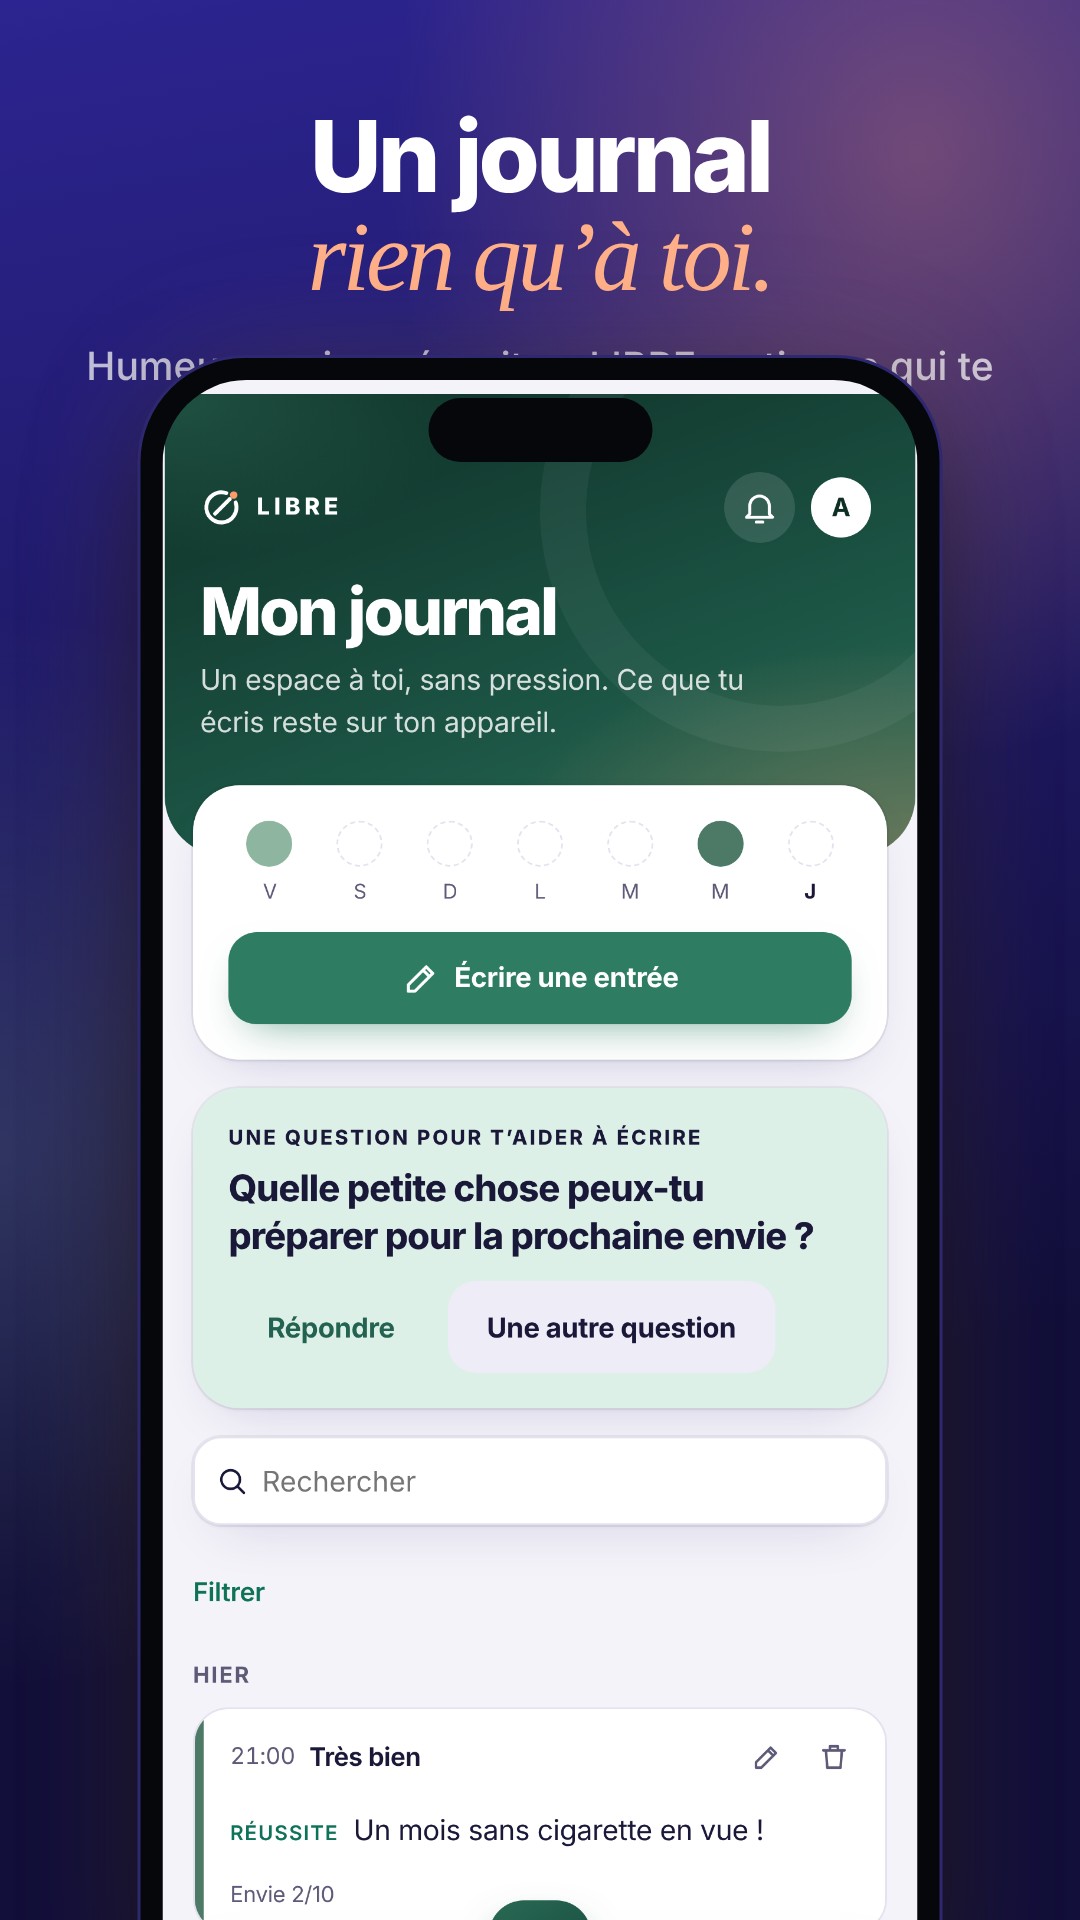 Un journal
rien qu’à toi.
qui te
LIBRE
A
Mon journal
Un espace à toi, sans pression. Ce que tu
écris reste sur ton appareil.
V S D L M M J
Écrire une entrée
UNE QUESTION POUR T’AIDER À ÉCRIRE
Quelle petite chose peux-tu
préparer pour la prochaine envie ?
Répondre Une autre question
Rechercher
Filtrer
HIER
21:00 Très bien
RÉUSSITE Un mois sans cigarette en vue !
Envie 2/10